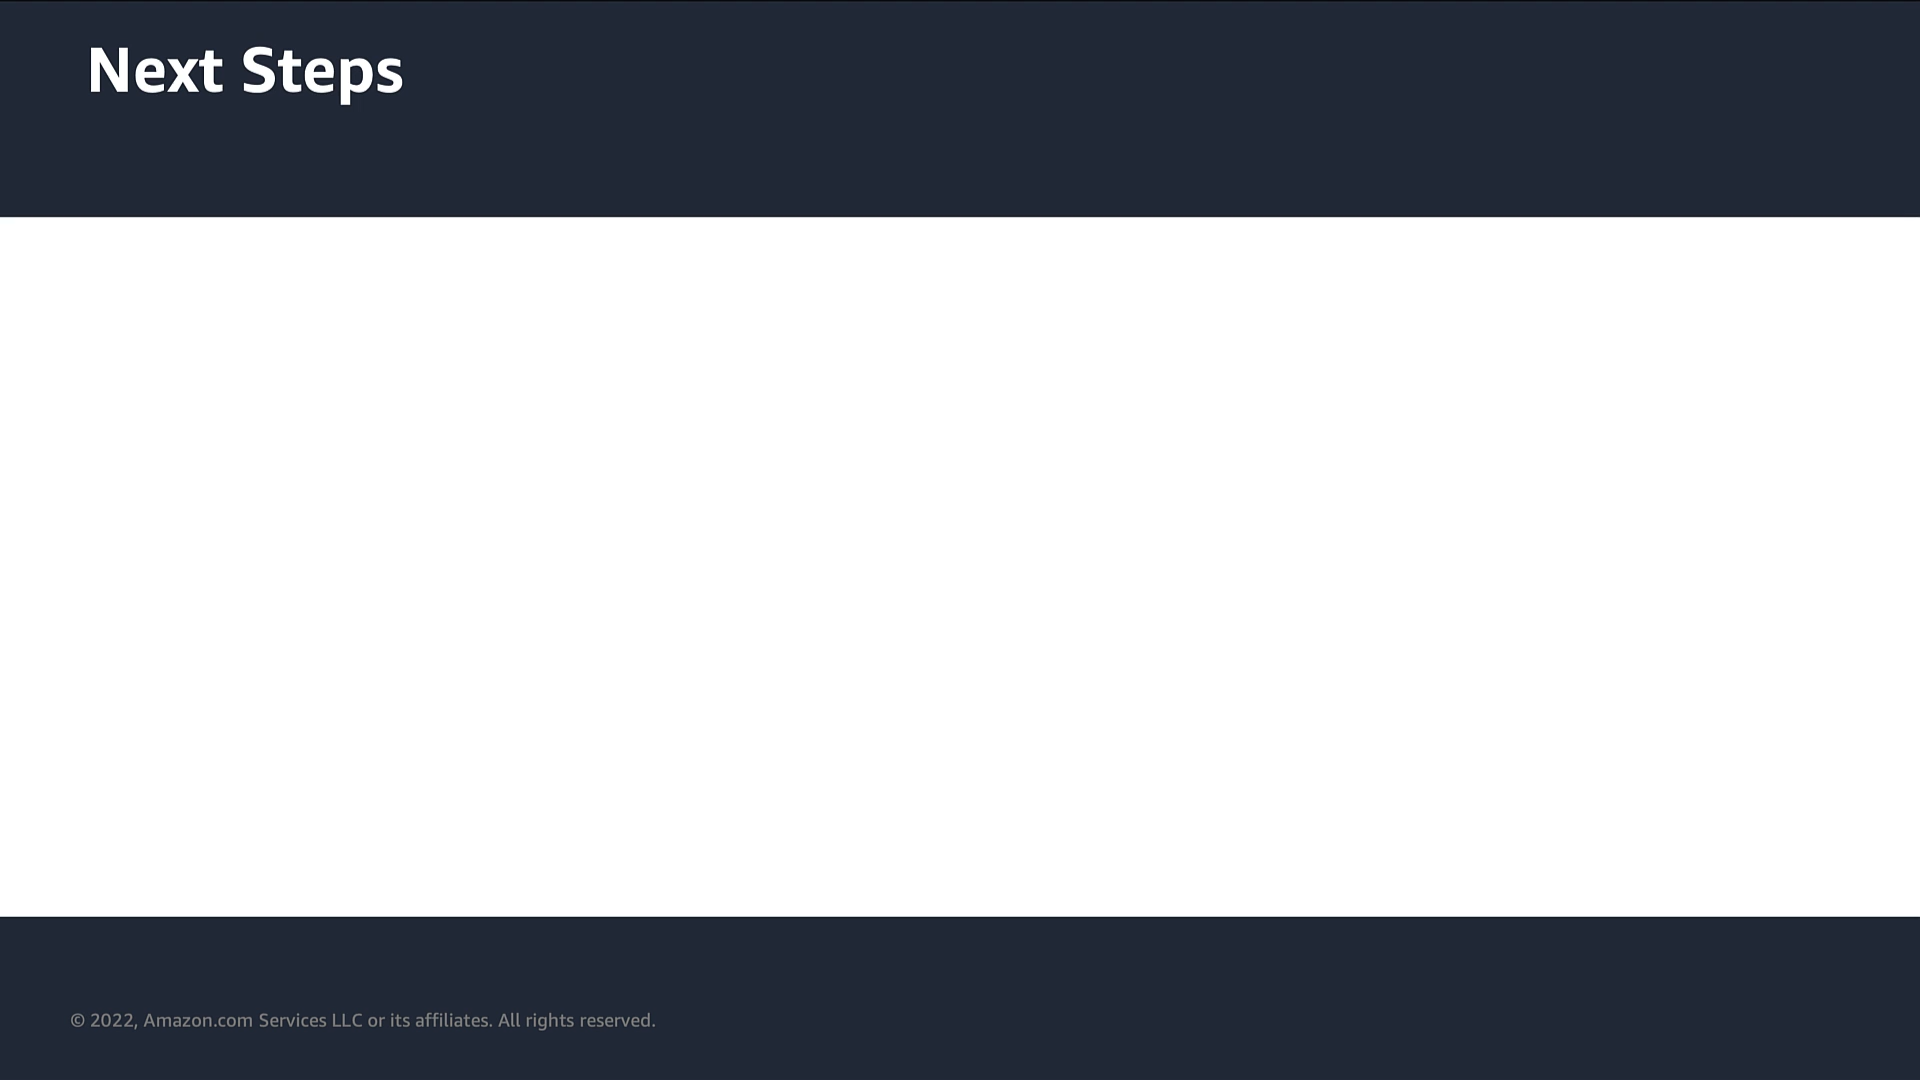 Next Steps
© 2022, Amazon.com Services LLC or its affiliates. All rights reserved.